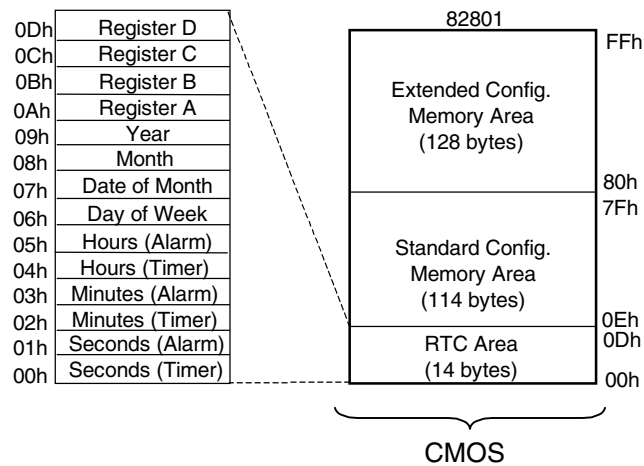 0Dh Register D
0Ch Register C
0Bh Register B
0Ah Register A
09h Year
08h Month
07h Date of Month
06h Day of Week
05h Hours (Alarm)
04h Hours (Timer)
03h Minutes (Alarm)
02h Minutes (Timer)
01h Seconds (Alarm)
00h Seconds (Timer)
82801
FFh
Extended Config.
Memory Area
(128 bytes)
80h
7Fh
Standard Config.
Memory Area
(114 bytes)
0Eh
0Dh
RTC Area
(14 bytes)
00h
CMOS